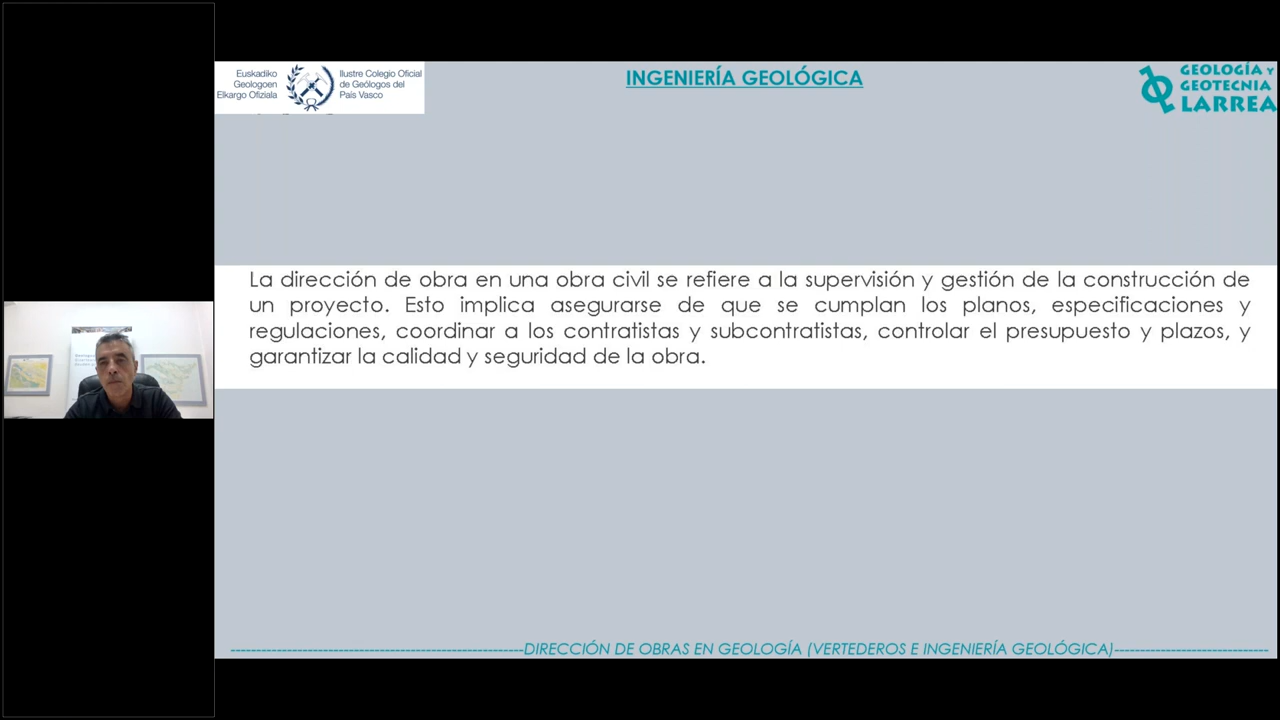 Euskadiko
Geologoen
Elkargo Ofiziala
Ilustre Colegio Oficial
de Geólogos del
País Vasco
INGENIERÍA GEOLÓGICA
GEOLOGÍA Y
GEOTECNIA
LARREA
La dirección de obra en una obra civil se refiere a la supervisión y gestión de la construcción de
un proyecto. Esto implica asegurarse de que se cumplan los planos, especificaciones y
regulaciones, coordinar a los contratistas y subcontratistas, controlar el presupuesto y plazos, y
garantizar la calidad y seguridad de la obra.
DIRECCIÓN DE OBRAS EN GEOLOGÍA (VERTEDEROS E INGENIERÍA GEOLÓGICA)